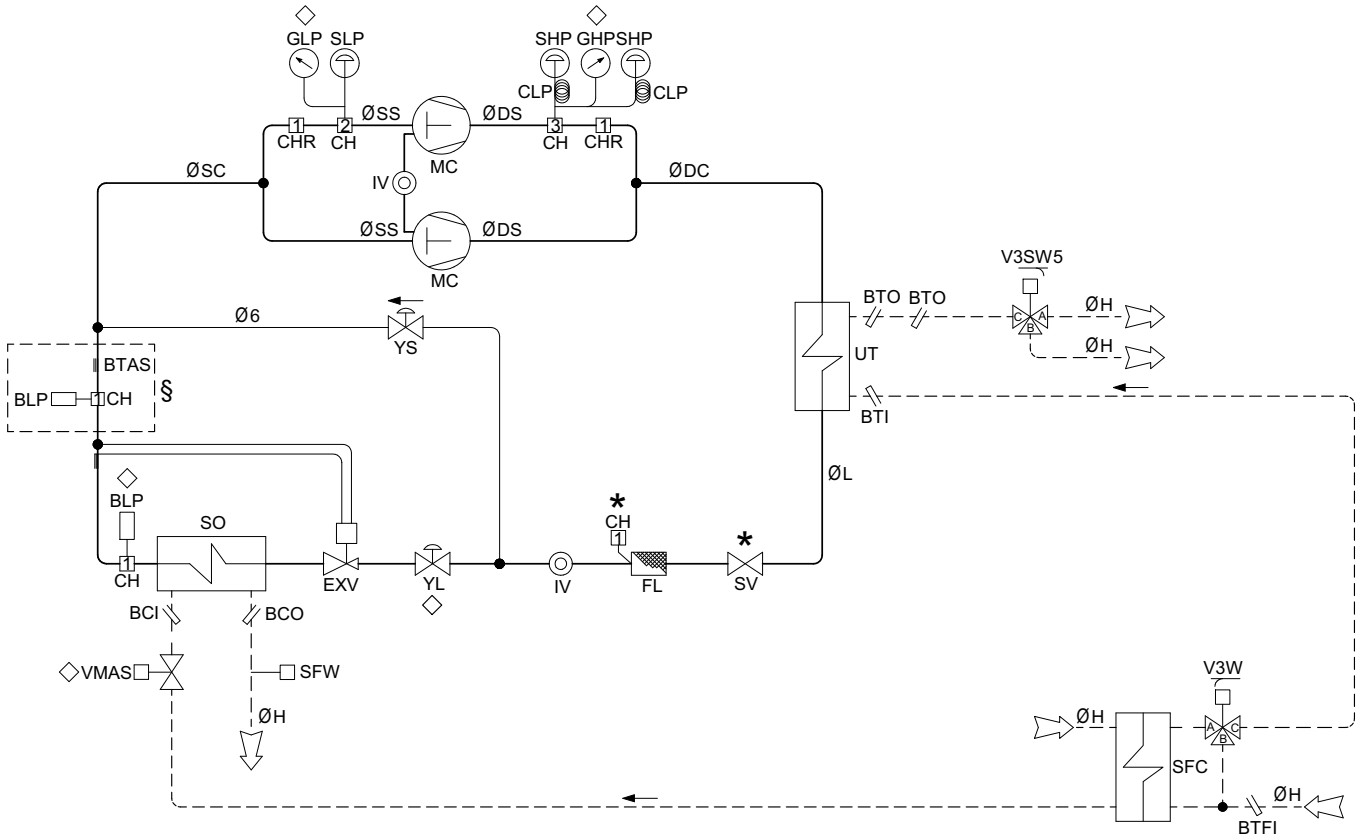 GLP SLP SHP GHP SHP
CLP CLP
ØSS ØDS
1 2 3 1
CHR CH MC CH CHR
ØSC IV ØDC
ØSS ØDS
MC
V3SW5
BTO BTO ØH
C A
B
Ø6 ØH
YS UT
BTAS
§
BLP 1 CH
BTI
ØL
BLP * *
SO CH
1
1
CH EXV YL IV FL SV
BCI BCO
VMAS SFW V3W
ØH ØH
A C
B
SFC
ØH
BTFI